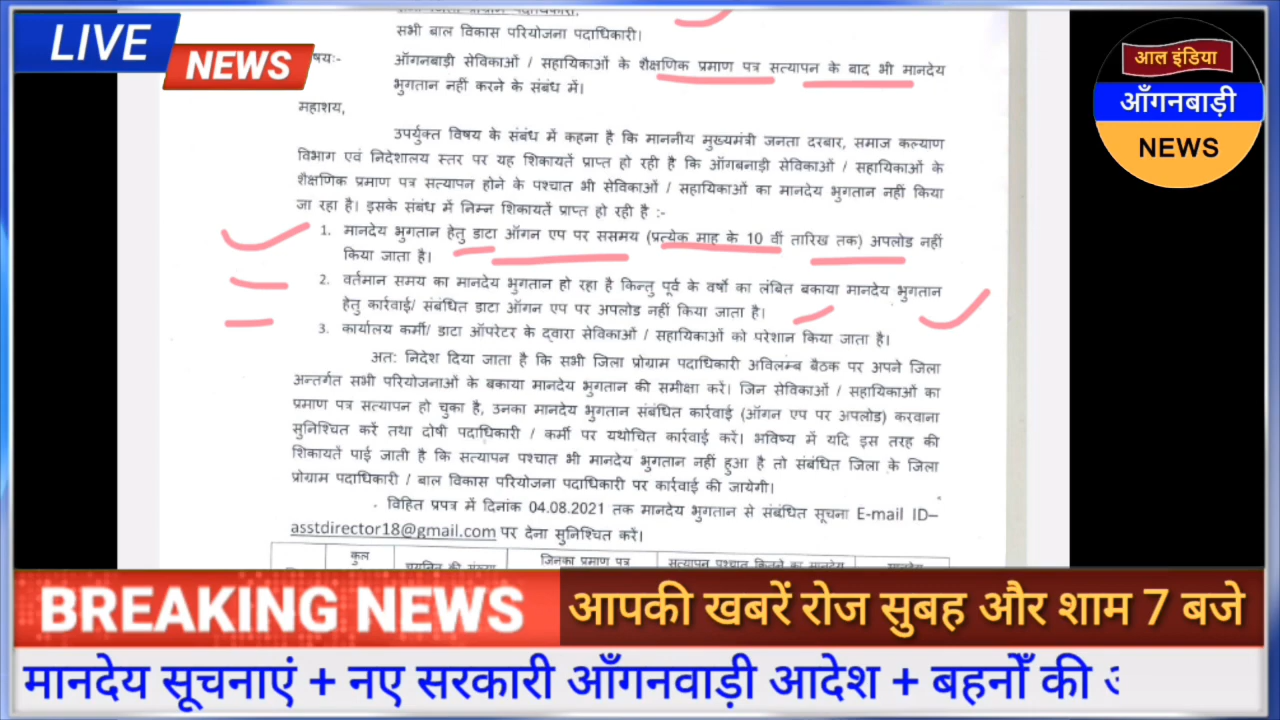 सभी बाल विकास परियोजना पदाधिकारी।
LIVE
NEWS
आल इंडिया
आँगनबाड़ी
NEWS
ऑगनबाड़ी सेविकाओं / सहायिकाओं के शैक्षणिक प्रमाण पत्र सत्यापन के बाद भी मानदेय
भुगतान नहीं करने के संबंध में।
महाशय,
उपर्युक्त विषय के संबंध में कहना है कि माननीय मुख्यमंत्री जनता दरबार, समाज कल्याण
विभाग एवं निदेशालय स्तर पर यह शिकायतें प्राप्त हो रही है कि ऑगबनाड़ी सेविकाओं / सहायिकाओं के
शैक्षणिक प्रमाण पत्र सत्यापन होने के पश्चात भी सेविकाओं / सहायिकाओं का मानदेय भुगतान नहीं किया
जा रहा है। इसके संबंध में निम्न शिकायतें प्राप्त हो रही है :-
1. मानदेय भुगतान हेतु डाटा ऑगन एप पर ससमय (प्रत्येक माह के 10 वीं तारिख तक) अपलोड नहीं
किया जाता है।
2. वर्तमान समय का मानदेय भुगतान हो रहा है किन्तु पूर्व के वर्षो का लंबित बकाया मानदेय भुगतान
हेतु कार्रवाई/ संबंधित डाटा ऑगन एप पर अपलोड नहीं किया जाता है।
3. कार्यालय कर्मी/ डाटा ऑपरेटर के द्वारा सेविकाओं / सहायिकाओं को परेशान किया जाता है।
अत: निदेश दिया जाता है कि सभी जिला प्रोग्राम पदाधिकारी अविलम्ब बैठक पर अपने जिला
अन्तर्गत सभी परियोजनाओं के बकाया मानदेय भुगतान की समीक्षा करें। जिन सेविकाओं / सहायिकाओं का
प्रमाण पत्र सत्यापन हो चुका है, उनका मानदेय भुगतान संबंधित कार्रवाई (ऑगन एप पर अपलोड) करवाना
सुनिश्चित करें तथा दोषी पदाधिकारी / कर्मी पर यथोचित कार्रवाई करें। भविष्य में यदि इस तरह की
शिकायतें पाई जाती है कि सत्यापन पश्चात भी मानदेय भुगतान नहीं हुआ है तो संबंधित जिला के जिला
प्रोग्राम पदाधिकारी / बाल विकास परियोजना पदाधिकारी पर कार्रवाई की जायेगी।
विहित प्रपत्र में दिनांक 04.08.2021 तक मानदेय भुगतान से संबंधित सूचना E-mail ID–
asstdirector18@gmail.com पर देना सुनिश्चित करें।
कुल
जिनका प्रमाण पत्र
BREAKING NEWS
आपकी खबरें रोज सुबह और शाम 7 बजे
मानदेय सूचनाएं + नए सरकारी आँगनवाड़ी आदेश + बहनोँ की